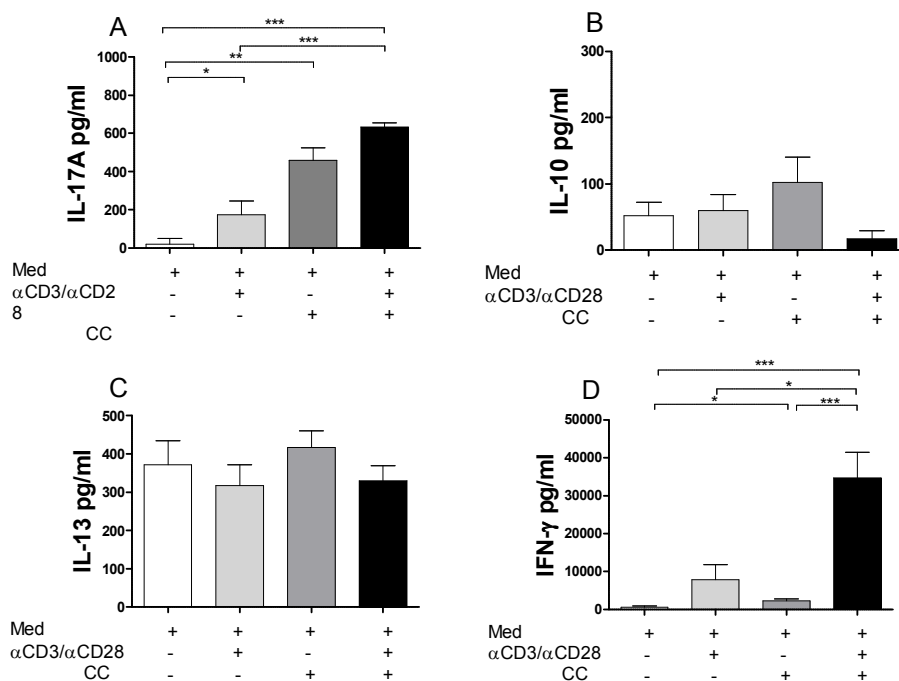 A
***
***
**
*
IL-17A pg/ml
1000
800
600
400
200
0
Med + + + +
αCD3/αCD2 - + - +
8 - - + +
CC
B
IL-10 pg/ml
300
200
100
0
Med + + + +
αCD3/αCD28 - + - +
CC - - + +
C
IL-13 pg/ml
500
400
300
200
100
0
Med + + + +
αCD3/αCD28 - + - +
CC - - + +
D
***
*
* ***
IFN-γ pg/ml
50000
40000
30000
20000
10000
0
Med + + + +
αCD3/αCD28 - + - +
CC - - + +